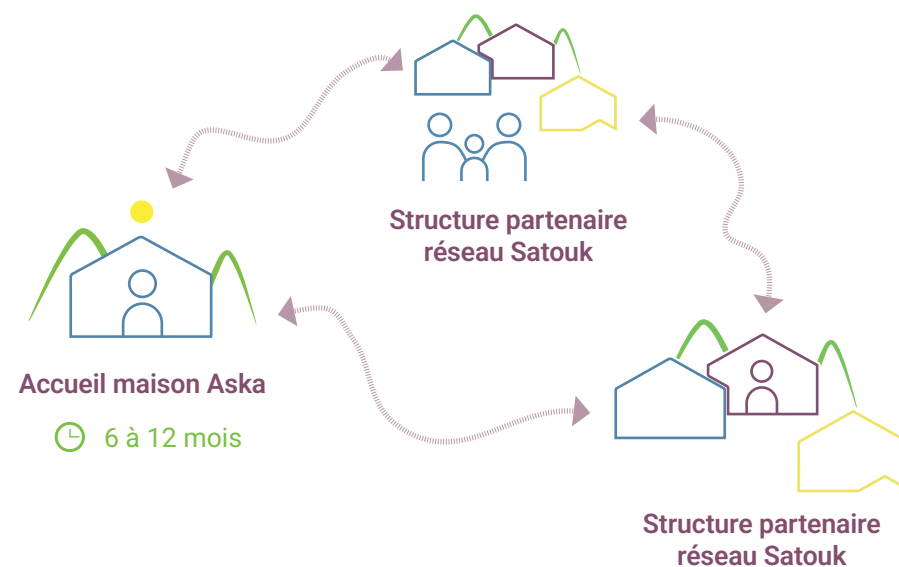 Structure partenaire
réseau Satouk
Accueil maison Aska
6 à 12 mois
Structure partenaire
réseau Satouk